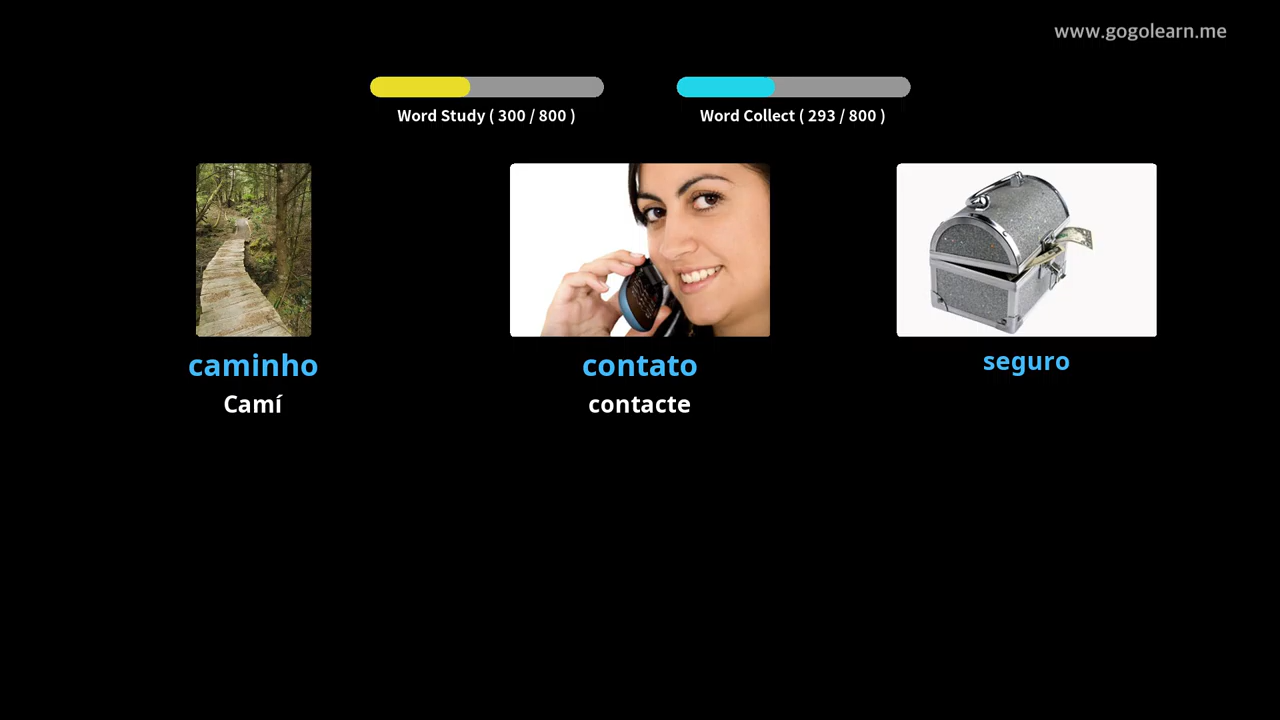 www.gogolearn.me
Word Study ( 300 / 800 )
Word Collect ( 293 / 800 )
caminho
Camí
contato
contacte
seguro